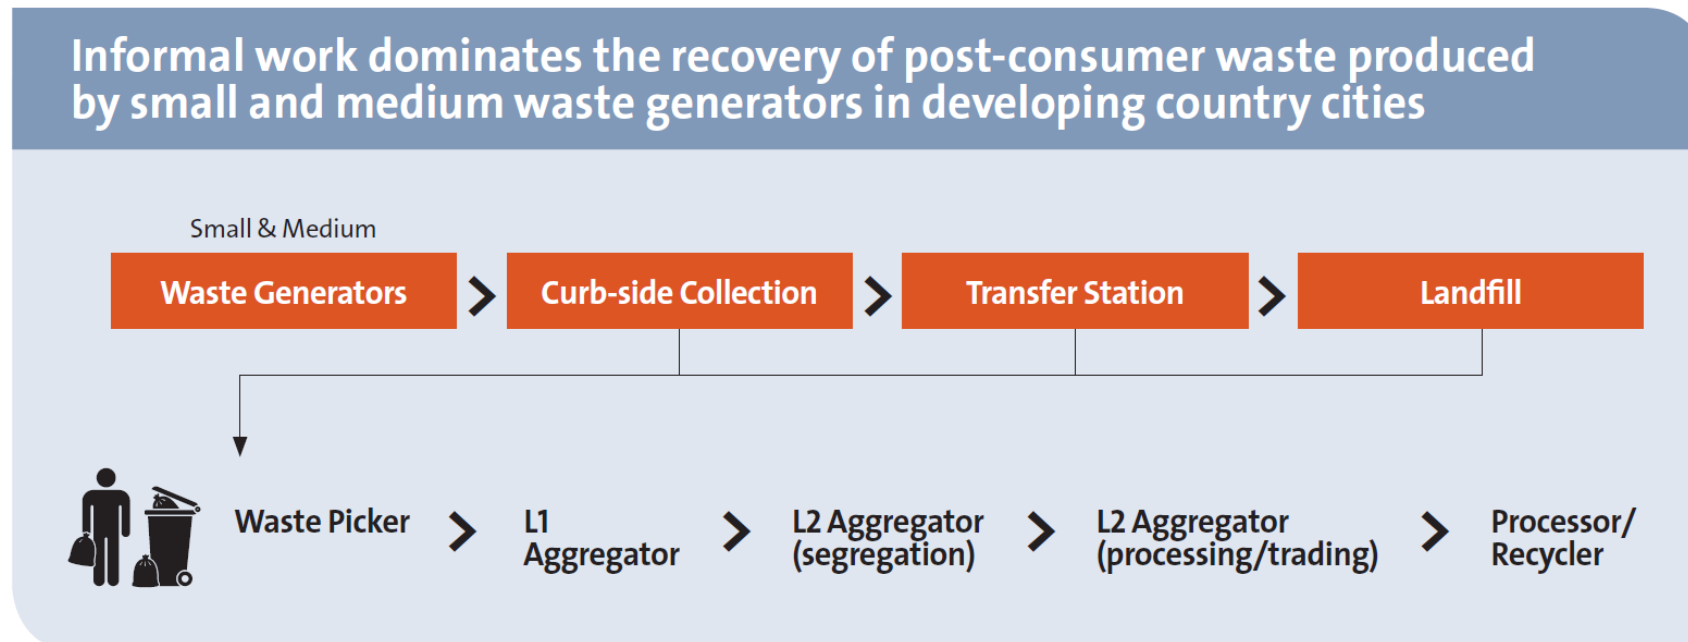 Informal work dominates the recovery of post-consumer waste produced
by small and medium waste generators in developing country cities
Small & Medium
Waste Generators
Curb-side Collection
Transfer Station
Landfill
Waste Picker
L1
Aggregator
L2 Aggregator
(segregation)
L2 Aggregator
(processing/trading)
Processor/
Recycler